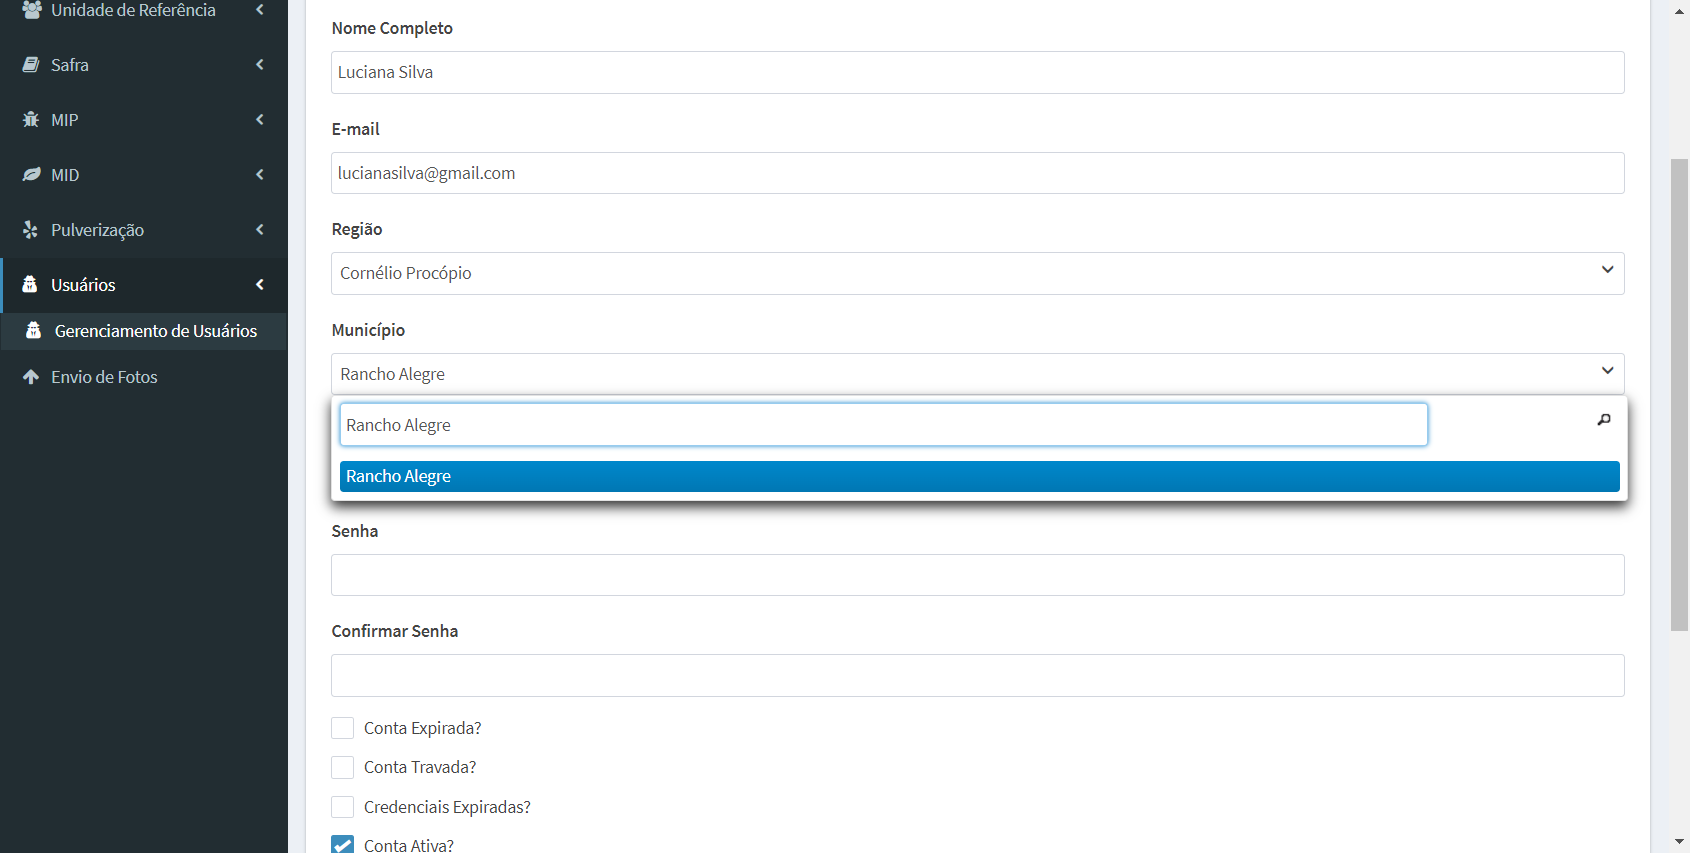 Unidade de Referência
Safra
MIP
MID
Pulverização
Usuários
Gerenciamento de Usuários
Envio de Fotos
Nome Completo
Luciana Silva
E-mail
lucianasilva@gmail.com
Região
Cornélio Procópio
Município
Rancho Alegre
Rancho Alegre
Rancho Alegre
Senha
Confirmar Senha
Conta Expirada?
Conta Travada?
Credenciais Expiradas?
Conta Ativa?